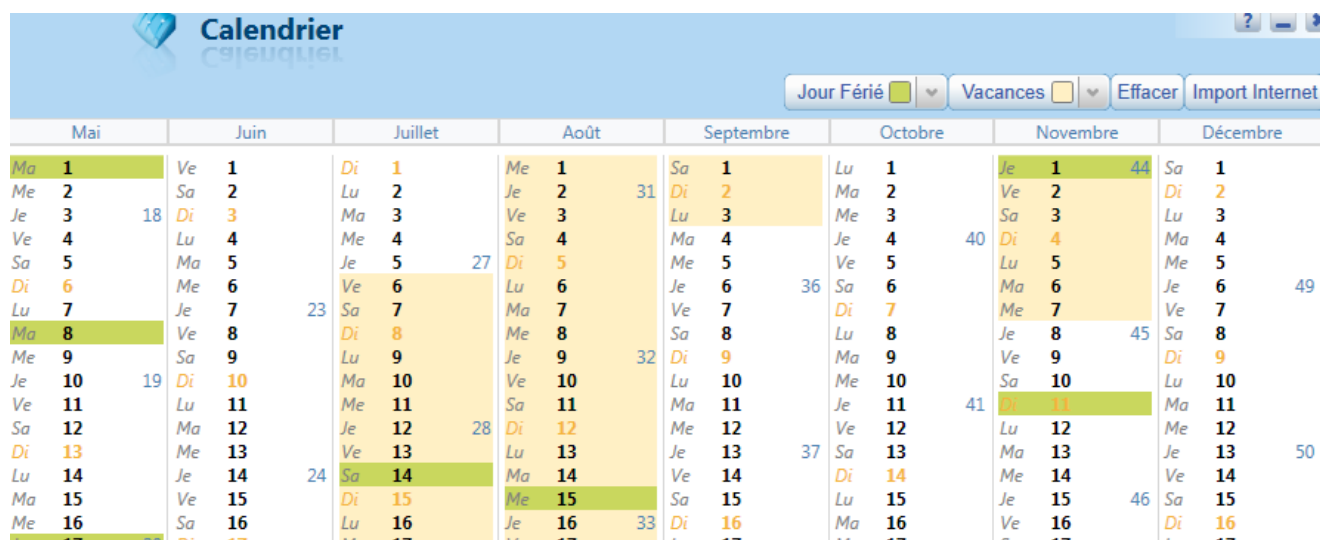 Calendrier
?
Jour Férié Vacances Effacer Import Internet
Mai Juin Juillet Août Septembre Octobre Novembre Décembre
Ma 1 Ve 1 Di 1 Me 1 Sa 1 Lu 1 Je 1 44 Sa 1
Me 2 Sa 2 Lu 2 Je 2 31 Di 2 Ma 2 Ve 2 Di 2
Je 3 18 Di 3 Ma 3 Ve 3 Lu 3 Me 3 Sa 3 Lu 3
Ve 4 Lu 4 Me 4 Sa 4 Ma 4 Je 4 40 Di 4 Ma 4
Sa 5 Ma 5 Je 5 27 Di 5 Me 5 Ve 5 Lu 5 Me 5
Di 6 Me 6 Ve 6 Lu 6 Je 6 36 Sa 6 Ma 6 Je 6 49
Lu 7 Je 7 23 Sa 7 Ma 7 Ve 7 Di 7 Me 7 Ve 7
Ma 8 Ve 8 Di 8 Me 8 Sa 8 Lu 8 Je 8 45 Sa 8
Me 9 Sa 9 Lu 9 Je 9 32 Di 9 Ma 9 Ve 9 Di 9
Je 10 19 Di 10 Ma 10 Ve 10 Lu 10 Me 10 Sa 10 Lu 10
Ve 11 Lu 11 Me 11 Sa 11 Ma 11 Je 11 41 Di 11 Ma 11
Sa 12 Ma 12 Je 12 28 Di 12 Me 12 Ve 12 Lu 12 Me 12
Di 13 Me 13 Ve 13 Lu 13 Je 13 37 Sa 13 Ma 13 Je 13 50
Lu 14 Je 14 24 Sa 14 Ma 14 Ve 14 Di 14 Me 14 Ve 14
Ma 15 Ve 15 Di 15 Me 15 Sa 15 Lu 15 Je 15 46 Sa 15
Me 16 Sa 16 Lu 16 Je 16 33 Di 16 Ma 16 Ve 16 Di 16